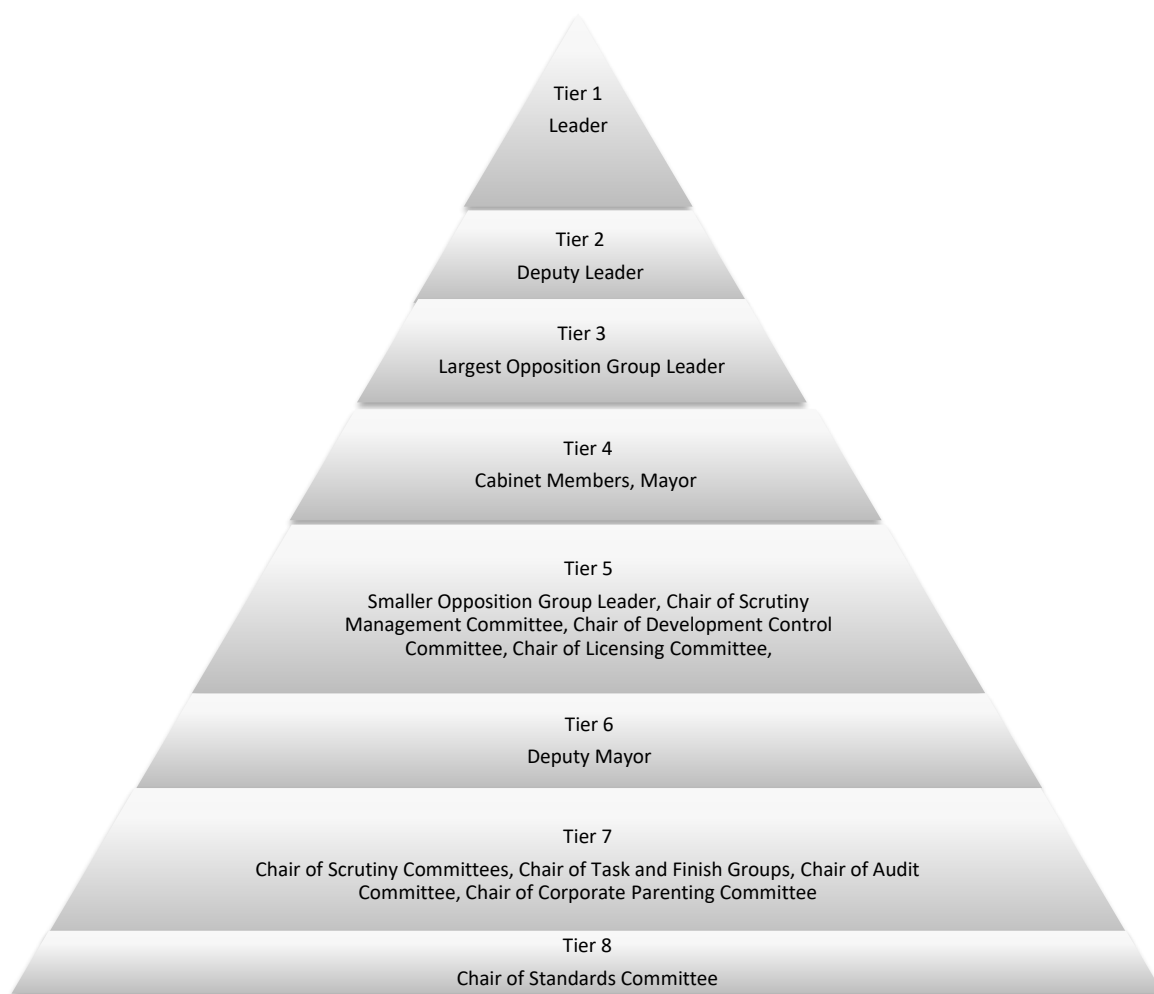 Tier 1
Leader
Tier 2
Deputy Leader
Tier 3
Largest Opposition Group Leader
Tier 4
Cabinet Members, Mayor
Tier 5
Smaller Opposition Group Leader, Chair of Scrutiny
Management Committee, Chair of Development Control
Committee, Chair of Licensing Committee,
Tier 6
Deputy Mayor
Tier 7
Chair of Scrutiny Committees, Chair of Task and Finish Groups, Chair of Audit
Committee, Chair of Corporate Parenting Committee
Tier 8
Chair of Standards Committee